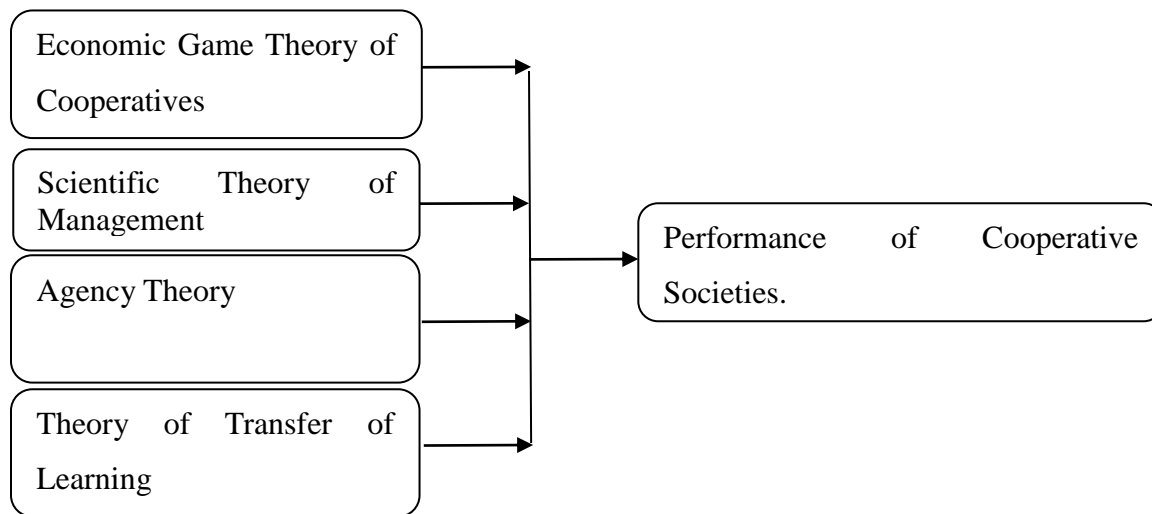 Economic Game Theory of
Cooperatives
Scientific Theory of
Management
Agency Theory
Theory of Transfer of
Learning
Performance of Cooperative
Societies.